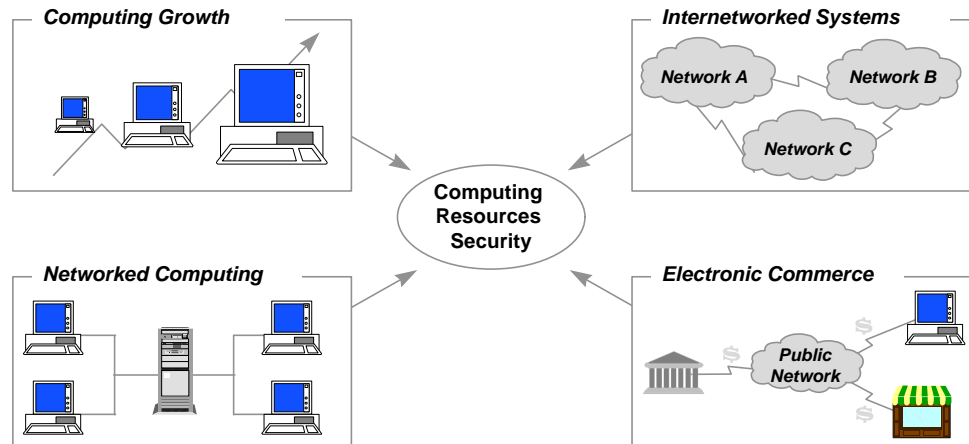 Computing Growth
Internetworked Systems
Network A
Network B
Network C
Computing
Resources
Security
Networked Computing
Electronic Commerce
$
$
Public
Network
$